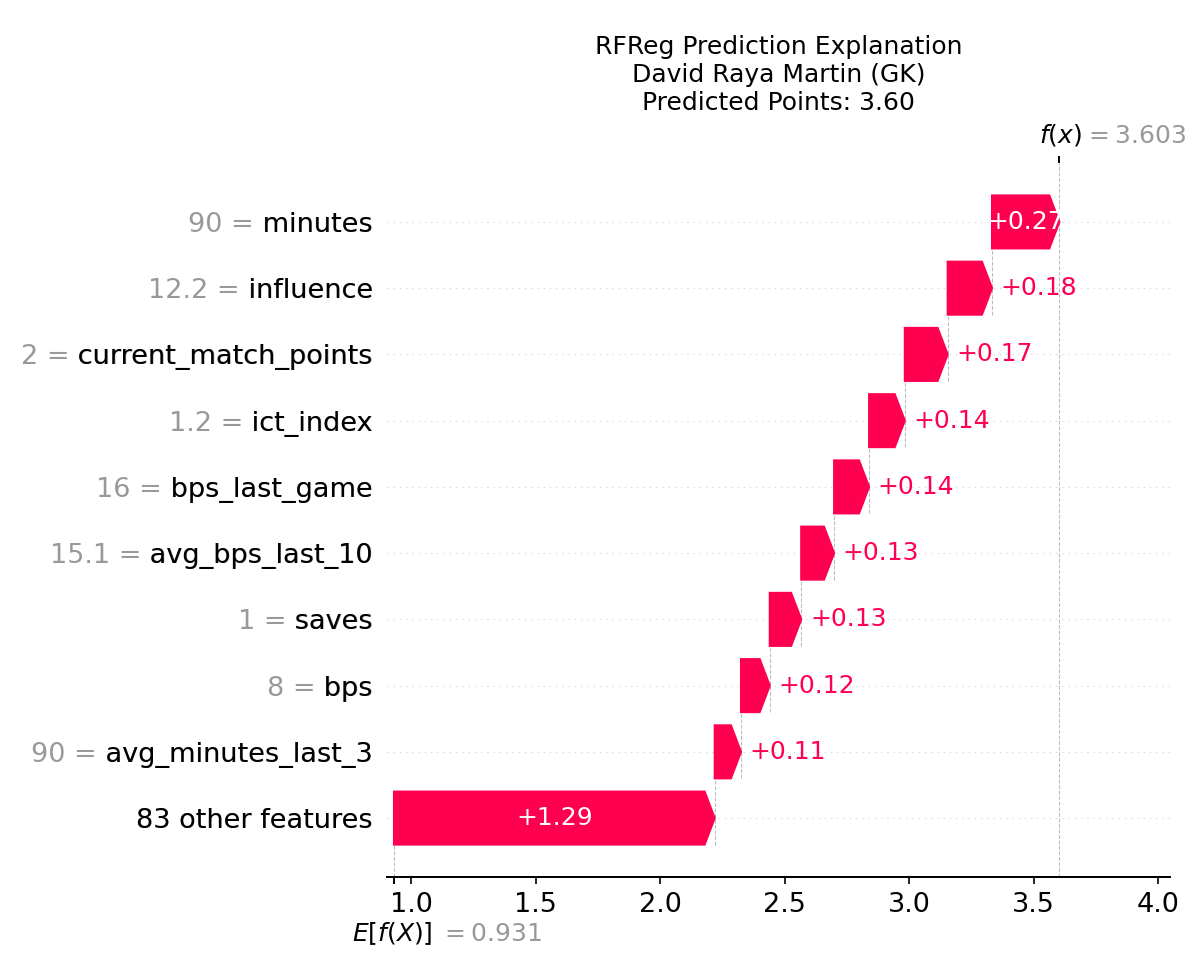 RFReg Prediction Explanation
David Raya Martin (GK)
Predicted Points: 3.60
f(x) = 3.603
90 = minutes +0.27
12.2 = influence +0.18
2 = current_match_points +0.17
1.2 = ict_index +0.14
16 = bps_last_game +0.14
15.1 = avg_bps_last_10 +0.13
1 = saves +0.13
8 = bps +0.12
90 = avg_minutes_last_3 +0.11
83 other features +1.29
1.0 1.5 2.0 2.5 3.0 3.5 4.0
E[f(X)] = 0.931